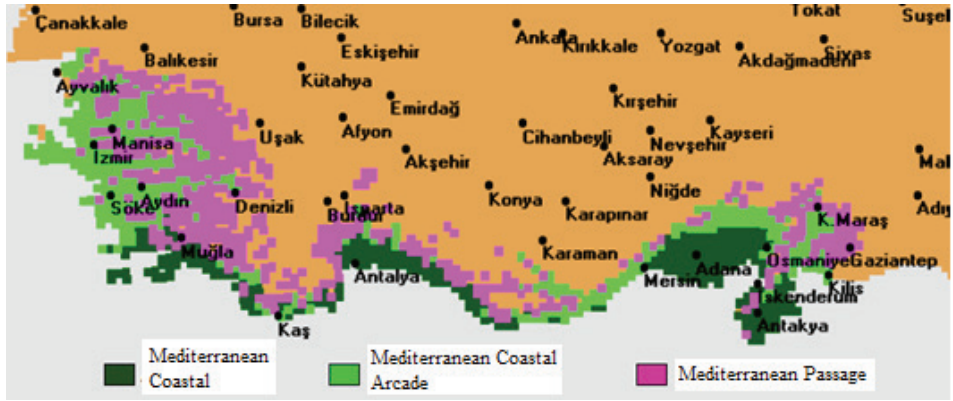 Çanakkale
Bursa
Bilecik
Tokat
Balıkesir
Eskişehir
Ankara
Kırıkkale
Yozgat
Akdağmadeni
Sivas
Ayvalık
Kütahya
Emirdağ
Kırşehir
Manisa
Uşak
Afyon
Cihanbeyli
Nevşehir
Kayseri
İzmir
Akşehir
Aksaray
Söke
Aydın
Denizli
Burdur
Isparta
Konya
Karapınar
Niğde
K.Maraş
Muğla
Antalya
Karaman
Mersin
Adana
Osmaniye
Gaziantep
Kilis
İskenderun
Kaş
Antakya
Mediterranean
Coastal
Mediterranean Coastal
Arcade
Mediterranean Passage